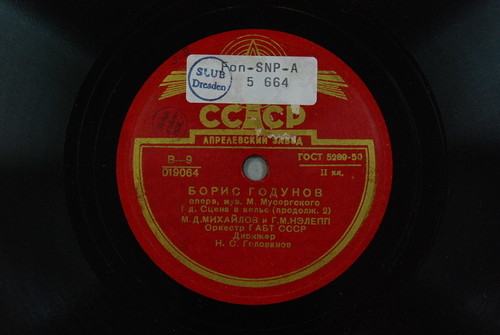 Fon-SNP-A
5 664
SLUB
Dresden
СССР
АПРЕЛЕВСКИЙ ЗАВОД
В—9
019064
ГОСТ 5289-50
II кл.
БОРИС ГОДУНОВ
опера, муз. М. Мусоргского
I д. Сцена в келье (продолж. 2)
М. Д. МИХАЙЛОВ и Г. М. НЭЛЕПП
Оркестр ГАБТ СССР
Дирижер
Н. С. Голованов